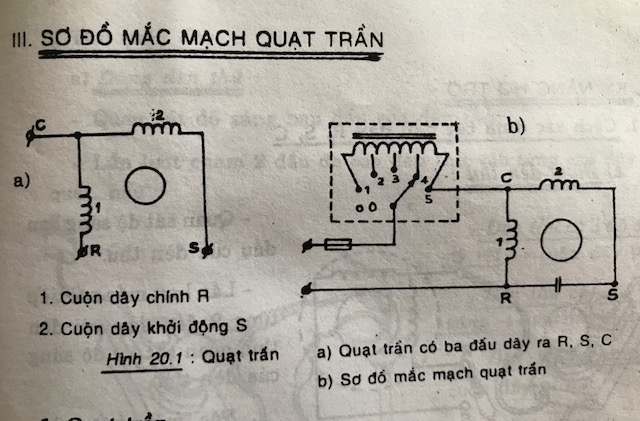 III. SƠ ĐỒ MẮC MẠCH QUẠT TRẦN
a)
C
2
1
R
S
b)
1
2
3
4
5
0
C
2
1
R
S
1. Cuộn dây chính R
2. Cuộn dây khởi động S
Hình 20.1 : Quạt trần
a) Quạt trần có ba đầu dây ra R, S, C
b) Sơ đồ mắc mạch quạt trần